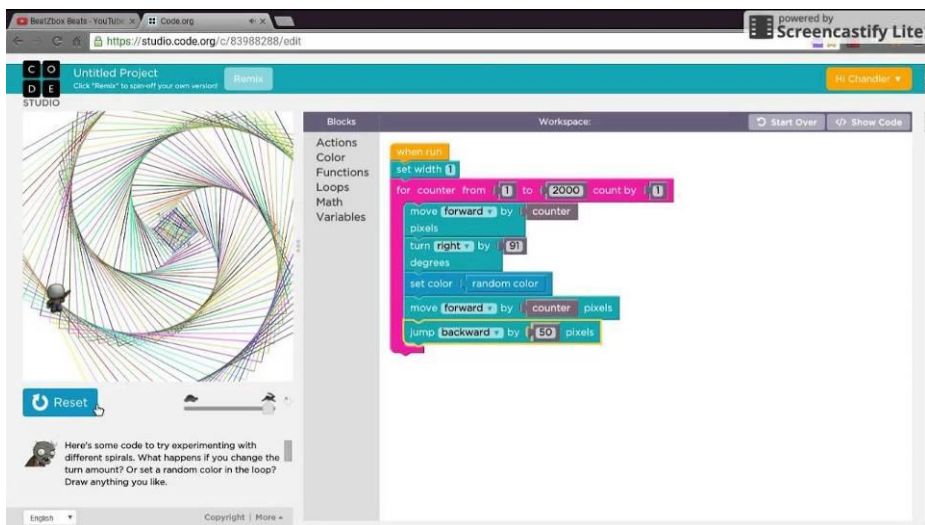 BeatZbox Beats - YouTube
Code.org
powered by
Screencastify Lite
https://studio.code.org/c/83988288/edit
CODE
STUDIO
Untitled Project
Click "Remix" to spin-off your own version!
Remix
Hi Chandler
Blocks
Workspace:
Start Over
</> Show Code
Actions
Color
Functions
Loops
Math
Variables
when run
set width 1
for counter from 1 to 2000 count by 1
move forward by counter
pixels
turn right by 91
degrees
set color random color
move forward by counter pixels
jump backward by 50 pixels
Reset
Here's some code to try experimenting with
different spirals. What happens if you change the
turn amount? Or set a random color in the loop?
Draw anything you like.
English
Copyright | More